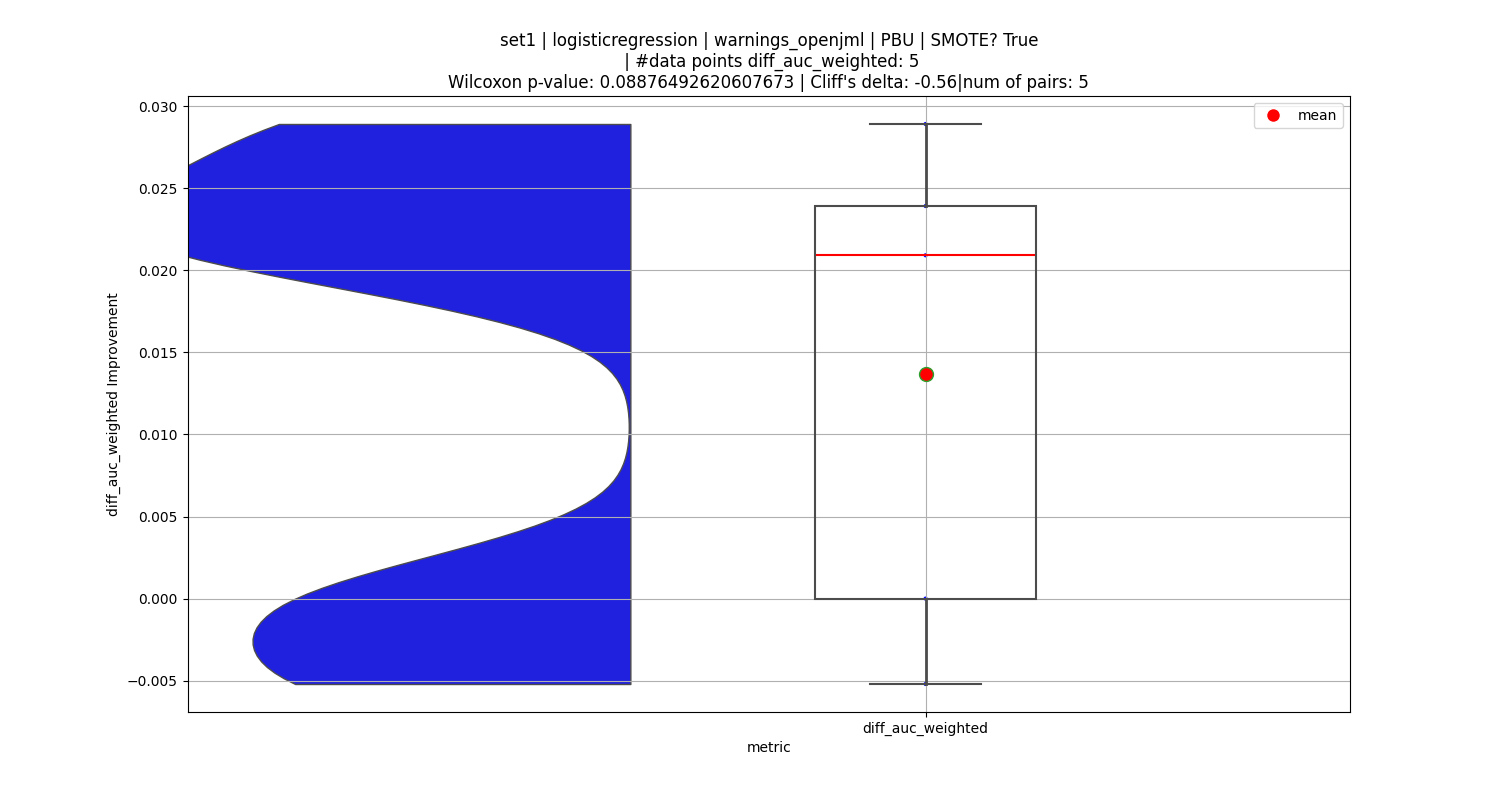 set1 | logisticregression | warnings_openjml | PBU | SMOTE? True
| #data points diff_auc_weighted: 5
Wilcoxon p-value: 0.08876492620607673 | Cliff's delta: -0.56|num of pairs: 5
mean
0.030
0.025
0.020
0.015
0.010
0.005
0.000
−0.005
diff_auc_weighted Improvement
diff_auc_weighted
metric